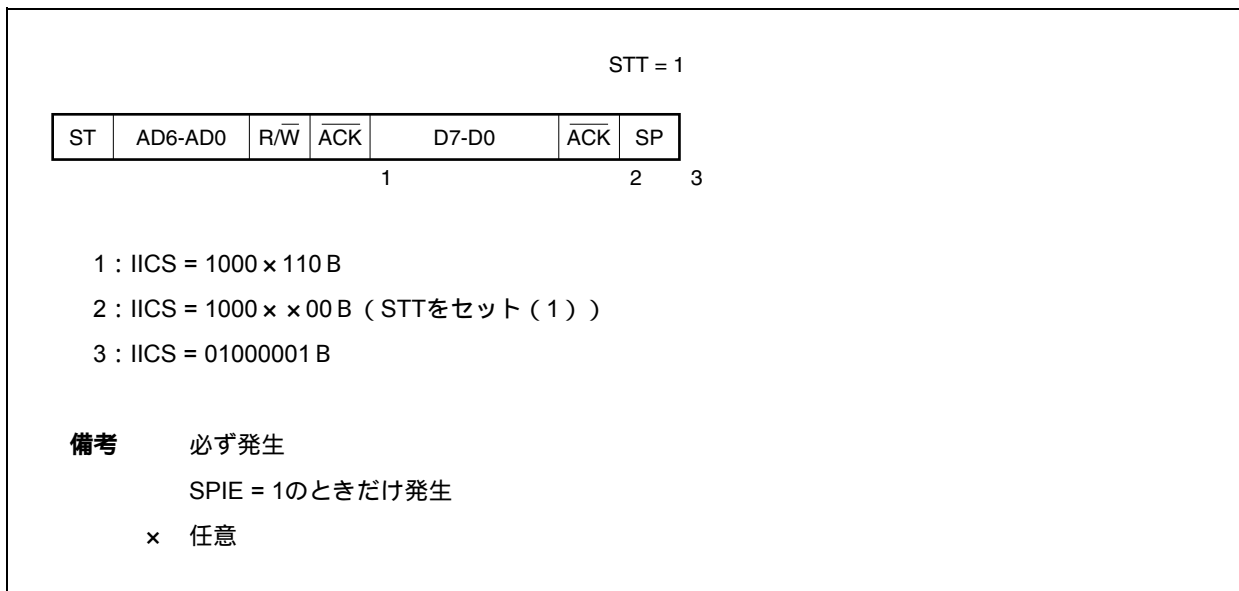 STT = 1
ST AD6-AD0 R/W̅ A̅C̅K̅ D7-D0 A̅C̅K̅ SP
1 2 3
1 : IICS = 1000×110 B
2 : IICS = 1000××00 B （STTをセット（1））
3 : IICS = 01000001 B
備考 必ず発生
SPIE = 1のときだけ発生
× 任意